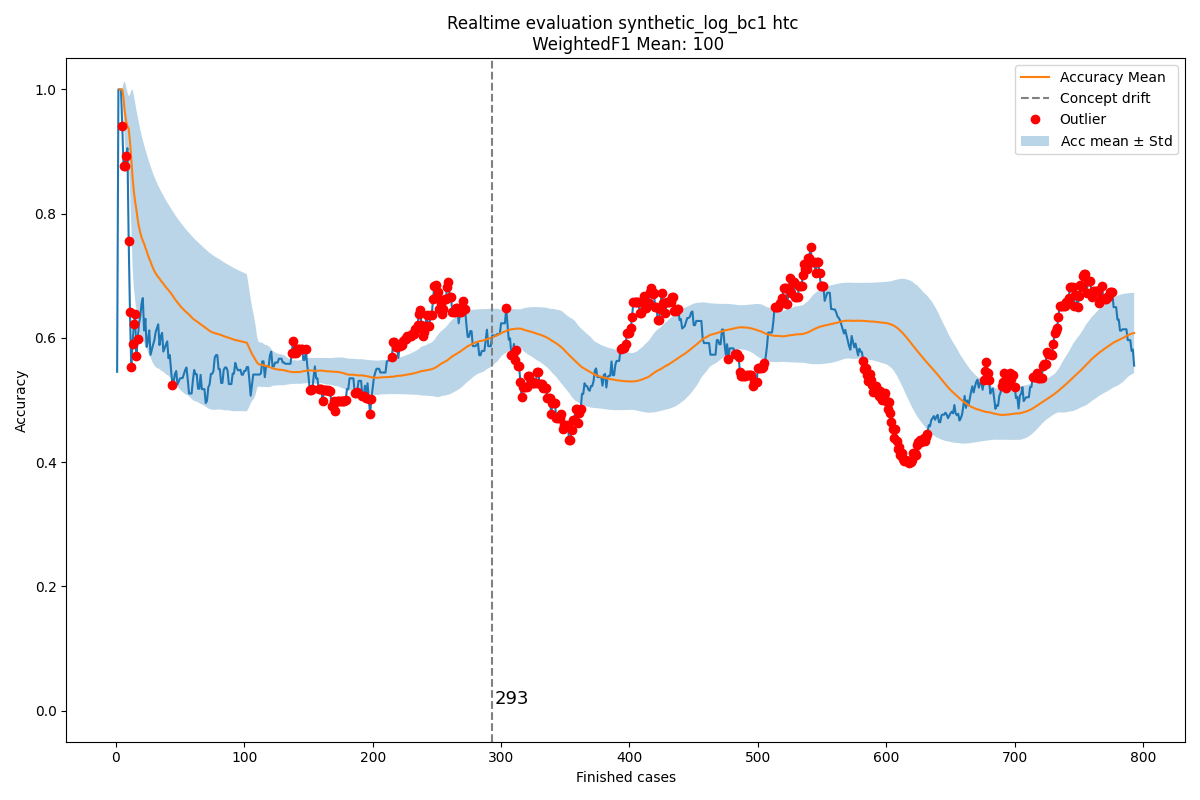 Realtime evaluation synthetic_log_bc1 htc
WeightedF1 Mean: 100
Accuracy Mean
Concept drift
Outlier
Acc mean ± Std
1.0
0.8
0.6
0.4
0.2
0.0
Accuracy
293
0 100 200 300 400 500 600 700 800
Finished cases